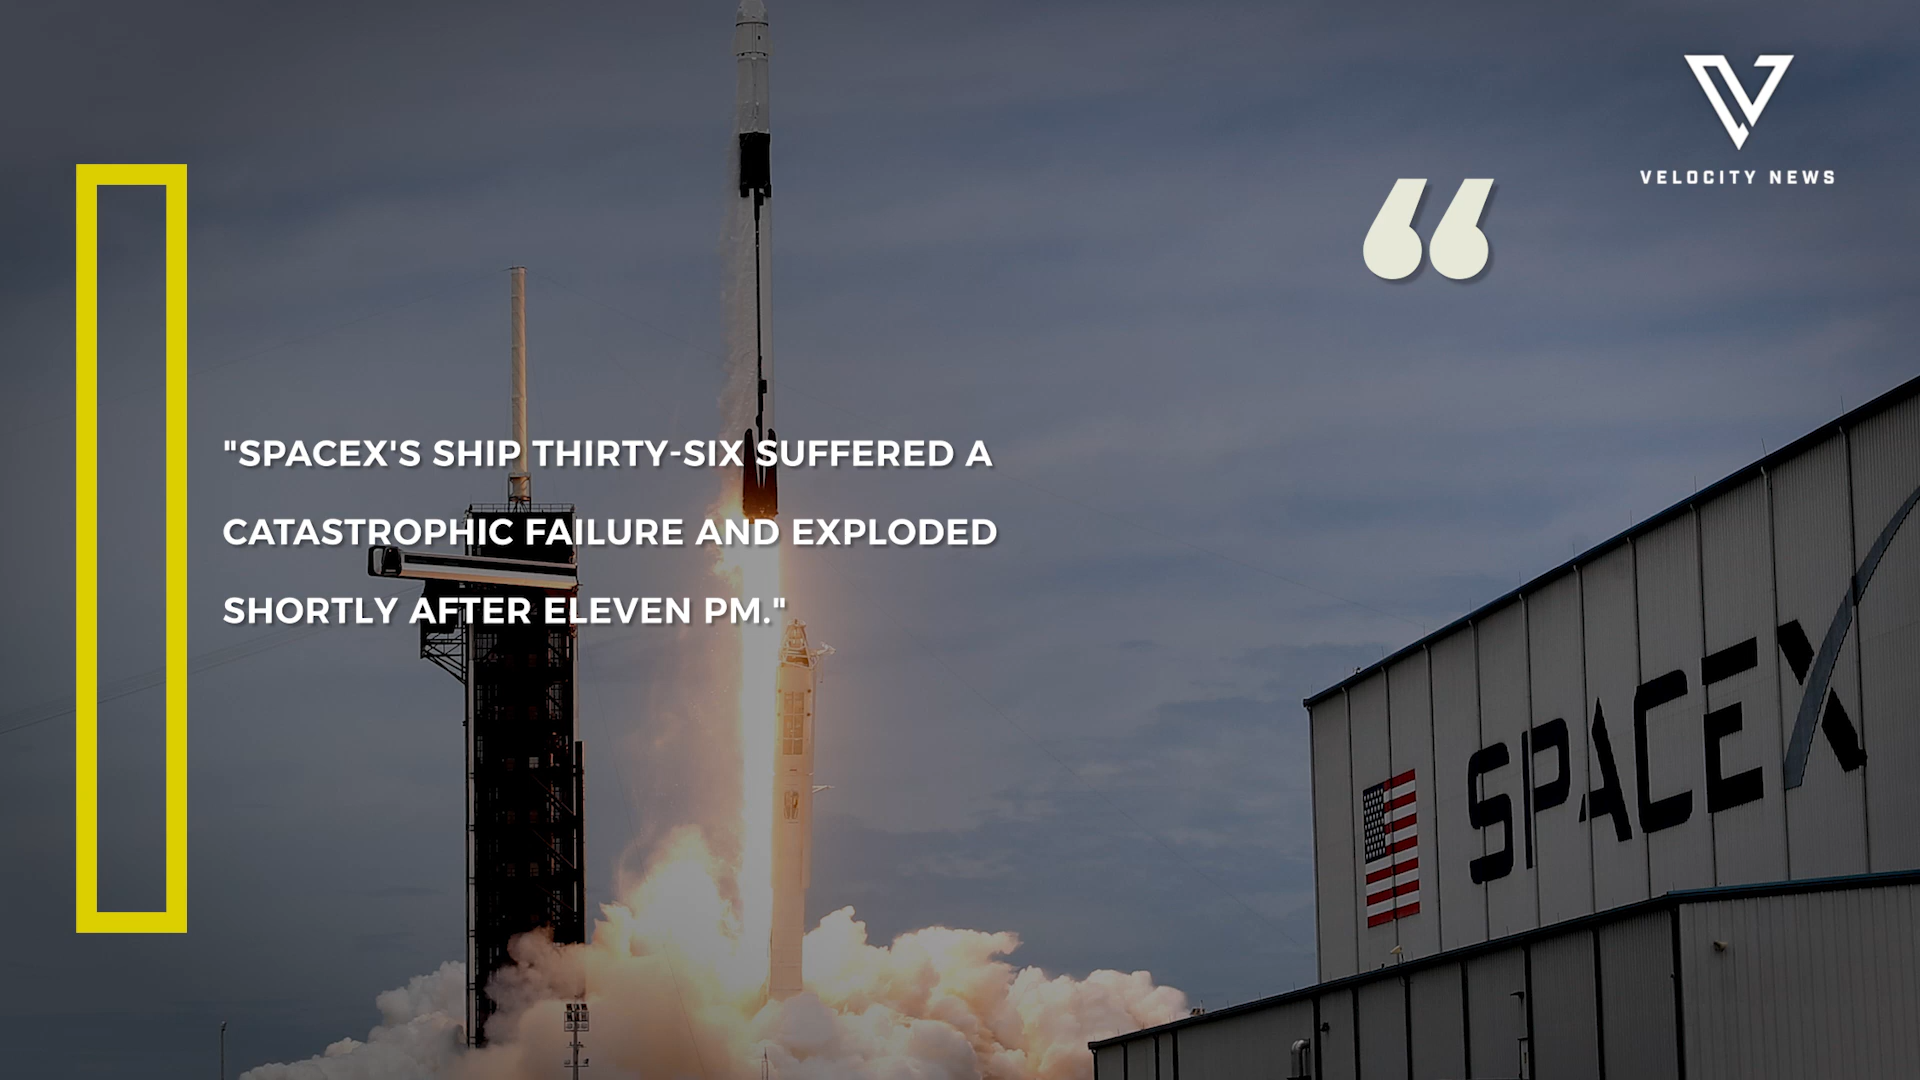 VELOCITY NEWS
“
"SPACEX'S SHIP THIRTY-SIX SUFFERED A
CATASTROPHIC FAILURE AND EXPLODED
SHORTLY AFTER ELEVEN PM."
SPACEX